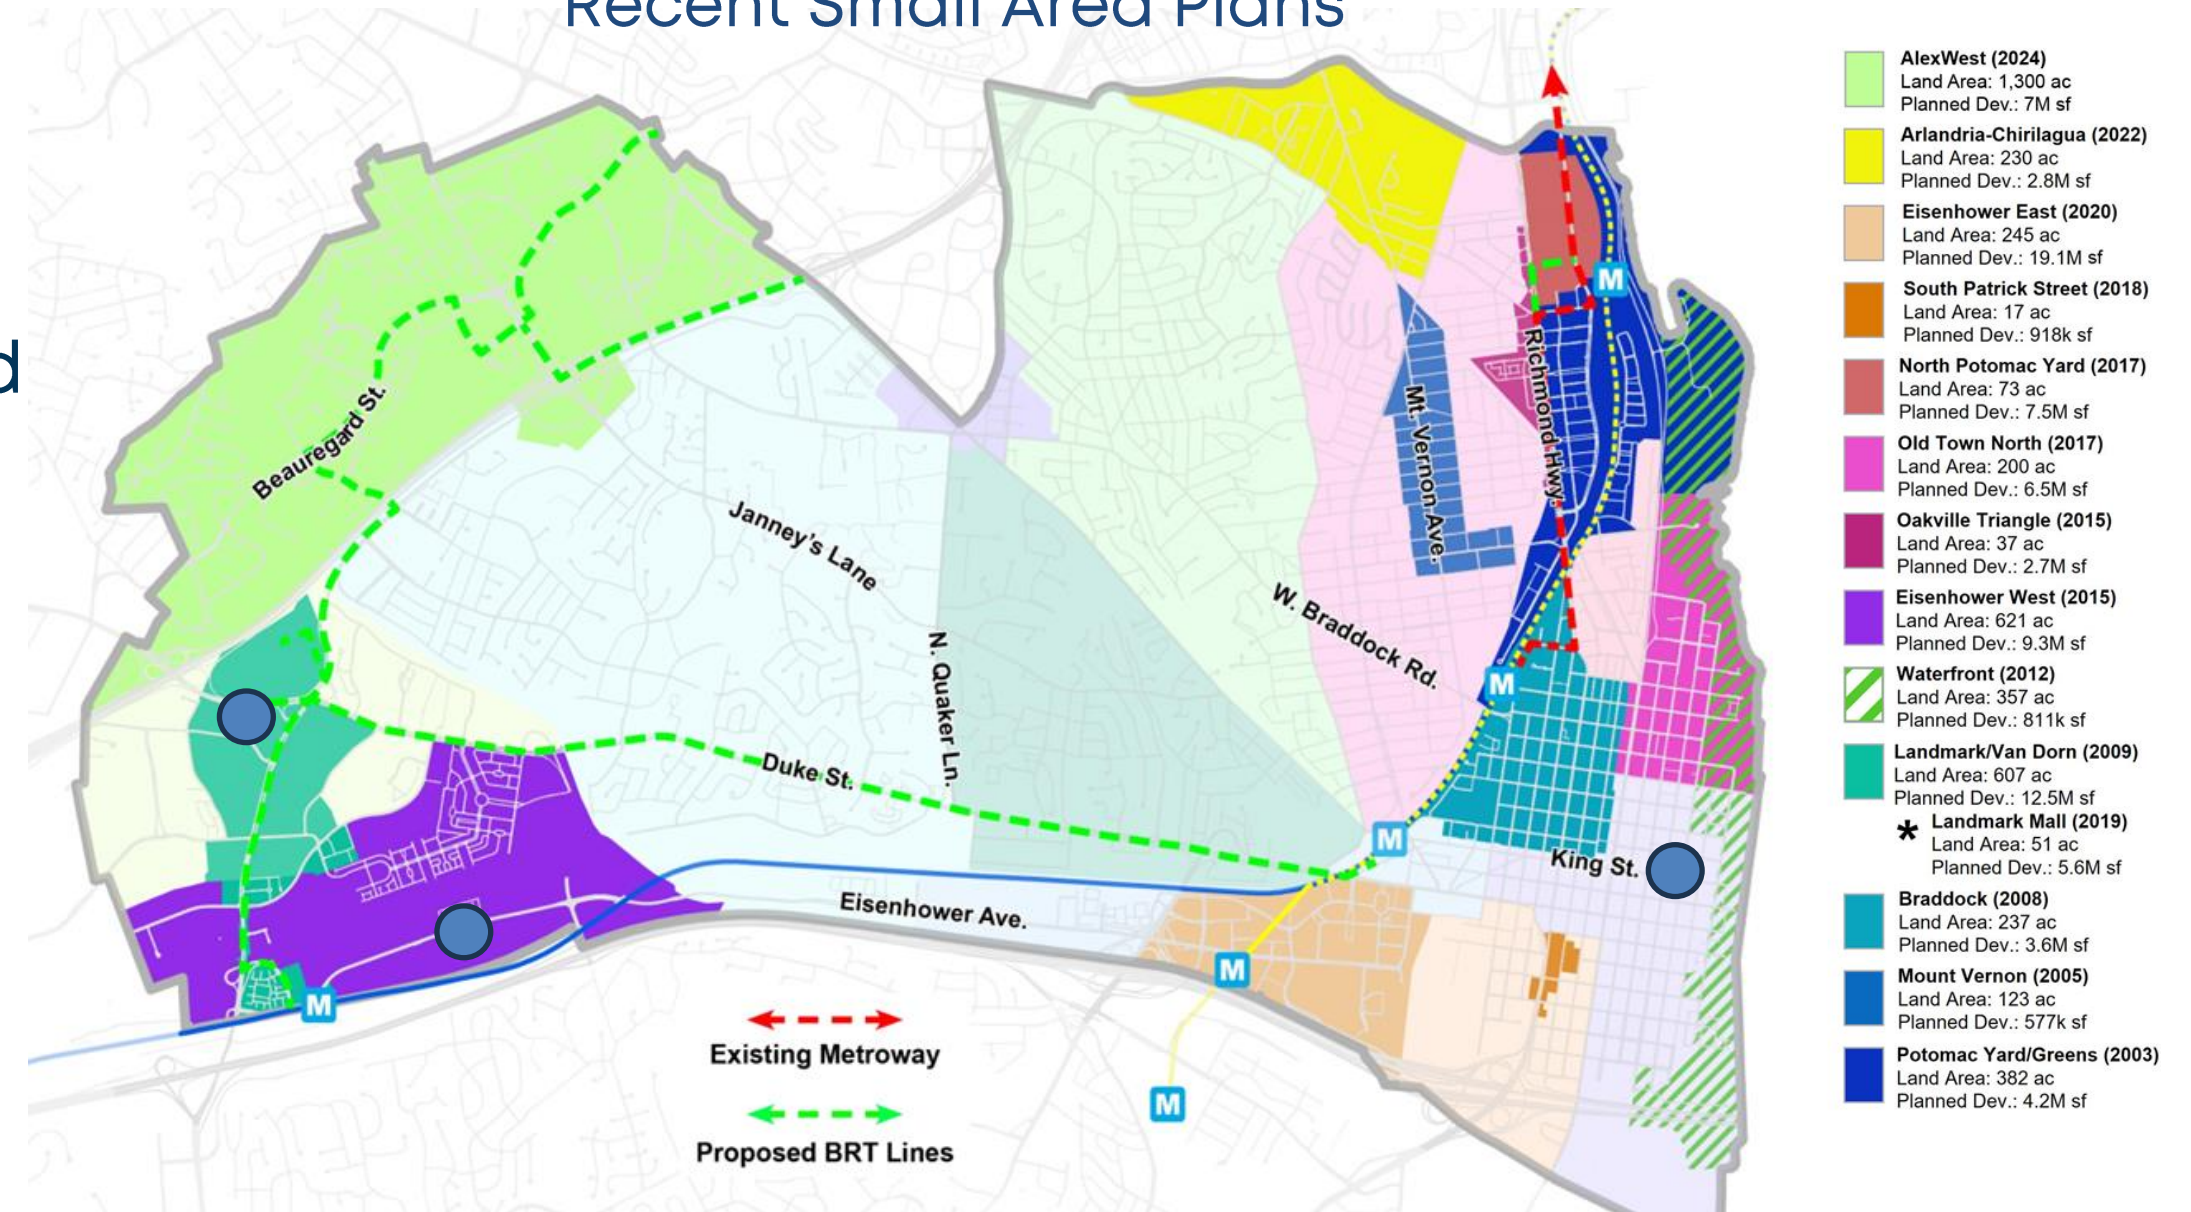 Recent Small Area Plans
d
Beauregard St.
Janney's Lane
N. Quaker Ln.
Duke St.
W. Braddock Rd.
Mt. Vernon Ave.
Richmond Hwy.
King St.
Eisenhower Ave.
M
M
M
M
M
M
Existing Metroway
Proposed BRT Lines
AlexWest (2024)
Land Area: 1,300 ac
Planned Dev.: 7M sf
Arlandria-Chirilagua (2022)
Land Area: 230 ac
Planned Dev.: 2.8M sf
Eisenhower East (2020)
Land Area: 245 ac
Planned Dev.: 19.1M sf
South Patrick Street (2018)
Land Area: 17 ac
Planned Dev.: 918k sf
North Potomac Yard (2017)
Land Area: 73 ac
Planned Dev.: 7.5M sf
Old Town North (2017)
Land Area: 200 ac
Planned Dev.: 6.5M sf
Oakville Triangle (2015)
Land Area: 37 ac
Planned Dev.: 2.7M sf
Eisenhower West (2015)
Land Area: 621 ac
Planned Dev.: 9.3M sf
Waterfront (2012)
Land Area: 357 ac
Planned Dev.: 811k sf
Landmark/Van Dorn (2009)
Land Area: 607 ac
Planned Dev.: 12.5M sf
* Landmark Mall (2019)
Land Area: 51 ac
Planned Dev.: 5.6M sf
Braddock (2008)
Land Area: 237 ac
Planned Dev.: 3.6M sf
Mount Vernon (2005)
Land Area: 123 ac
Planned Dev.: 577k sf
Potomac Yard/Greens (2003)
Land Area: 382 ac
Planned Dev.: 4.2M sf